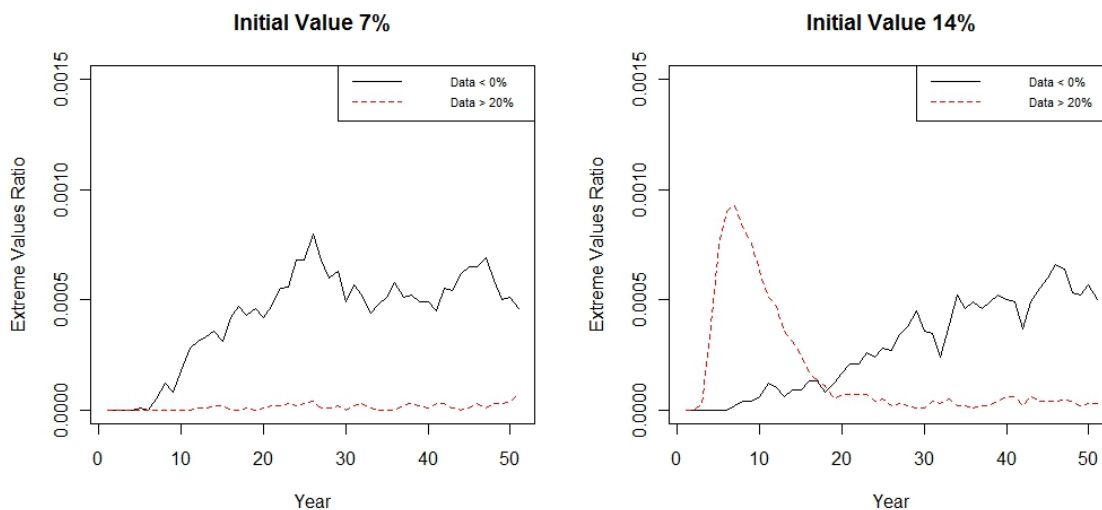 Initial Value 7%
Extreme Values Ratio
0.0015
0.0010
0.0005
0.0000
Data < 0%
Data > 20%
0
10
20
30
40
50
Year
Initial Value 14%
Extreme Values Ratio
0.0015
0.0010
0.0005
0.0000
Data < 0%
Data > 20%
0
10
20
30
40
50
Year